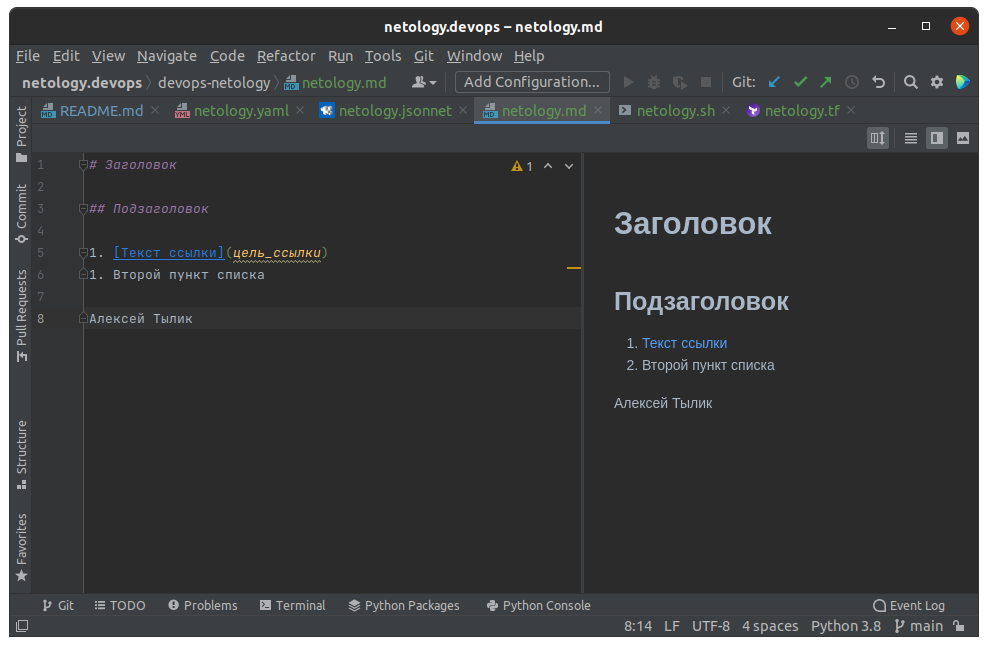 netology.devops – netology.md
File Edit View Navigate Code Refactor Run Tools Git Window Help
netology.devops devops-netology netology.md Add Configuration... Git:
README.md netology.yaml netology.jsonnet netology.md netology.sh netology.tf
Project
Commit
Pull Requests
Structure
Favorites
1 # Заголовок
2
3 ## Подзаголовок
4
5 1. [Текст ссылки](цель_ссылки)
6 1. Второй пункт списка
7
8 Алексей Тылик
1
Заголовок
Подзаголовок
1. Текст ссылки
2. Второй пункт списка
Алексей Тылик
Git TODO Problems Terminal Python Packages Python Console Event Log
8:14 LF UTF-8 4 spaces Python 3.8 main